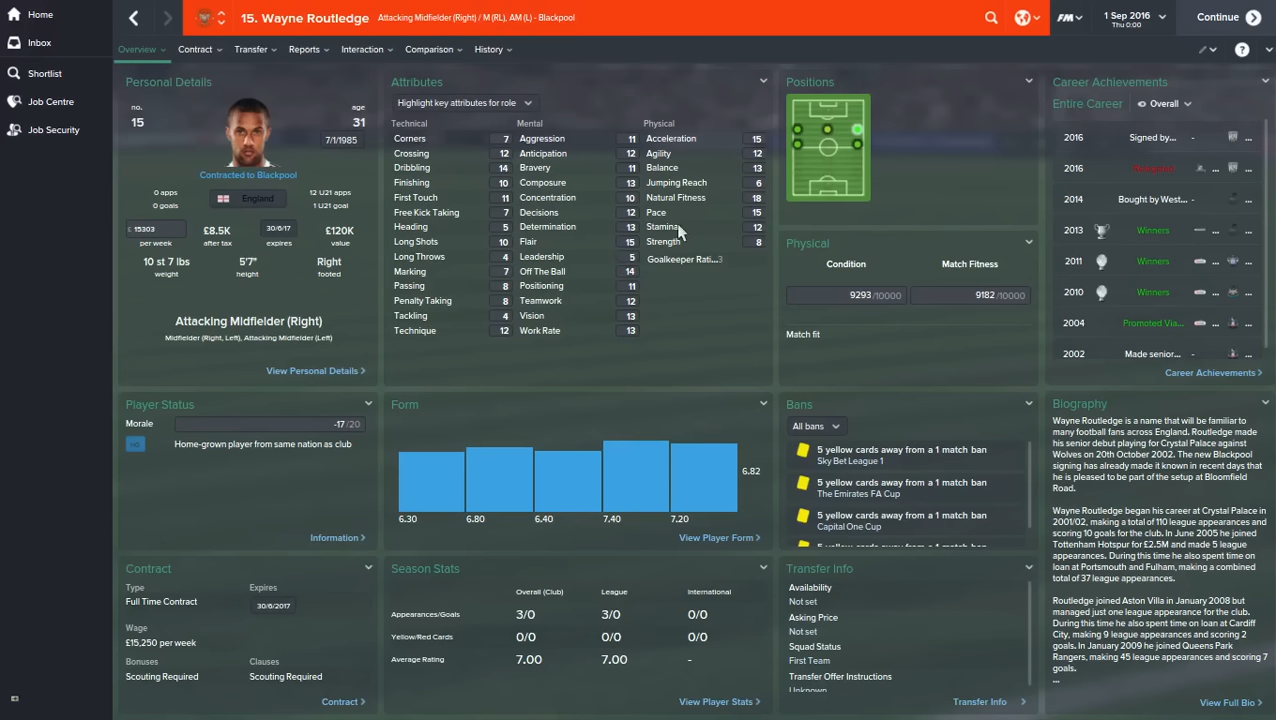 Home
Inbox
Shortlist
Job Centre
Job Security
15. Wayne Routledge
Attacking Midfielder (Right) / M (RL), AM (L) - Blackpool
FM
1 Sep 2016
Thu 0:00
Continue
Overview
Contract
Transfer
Reports
Interaction
Comparison
History
Personal Details
no.
15
age
31
7/1/1985
Contracted to Blackpool
0 apps
0 goals
England
12 U21 apps
1 U21 goal
£ 15303
per week
£8.5K
after tax
30/6/17
expires
£120K
value
10 st 7 lbs
weight
5'7"
height
Right
footed
Attacking Midfielder (Right)
Midfielder (Right, Left), Attacking Midfielder (Left)
View Personal Details
Attributes
Highlight key attributes for role
Technical
Corners 7
Crossing 12
Dribbling 14
Finishing 10
First Touch 11
Free Kick Taking 7
Heading 5
Long Shots 10
Long Throws 4
Marking 7
Passing 8
Penalty Taking 8
Tackling 4
Technique 12
Mental
Aggression 11
Anticipation 12
Bravery 11
Composure 13
Concentration 10
Decisions 12
Determination 13
Flair 15
Leadership 5
Off The Ball 14
Positioning 11
Teamwork 12
Vision 13
Work Rate 13
Physical
Acceleration 15
Agility 12
Balance 13
Jumping Reach 6
Natural Fitness 18
Pace 15
Stamina 12
Strength 8
Goalkeeper Rati...3
Positions
Physical
Condition
9293/10000
Match Fitness
9182/10000
Match fit
Career Achievements
Entire Career
Overall
2016 Signed by... -
2016 -
2014 Bought by West... -
2013 Winners ...
2011 Winners ... ...
2010 Winners ... ...
2004 Promoted Via... ...
2002 Made senior... -
Career Achievements
Player Status
Morale
-17/20
HG
Home-grown player from same nation as club
Information
Form
6.30
6.80
6.40
7.40
7.20
6.82
View Player Form
Bans
All bans
5 yellow cards away from a 1 match ban
Sky Bet League 1
5 yellow cards away from a 1 match ban
The Emirates FA Cup
5 yellow cards away from a 1 match ban
Capital One Cup
5 yellow cards away from a 1 match ban
Biography
Wayne Routledge is a name that will be familiar to
many football fans across England. Routledge made
his senior debut playing for Crystal Palace against
Wolves on 20th October 2002. The new Blackpool
signing has already made it known in recent days that
he is pleased to be part of the setup at Bloomfield
Road.
Wayne Routledge began his career at Crystal Palace in
2001/02, making a total of 110 league appearances and
scoring 10 goals for the club. In June 2005 he joined
Tottenham Hotspur for £2.5M and made 5 league
appearances. During this time he also spent time on
loan at Portsmouth and Fulham, making a combined
total of 37 league appearances.
Routledge joined Aston Villa in January 2008 but
managed just one league appearance for the club.
During this time he also spent time on loan at Cardiff
City, making 9 league appearances and scoring 2
goals. In January 2009 he joined Queens Park
Rangers, making 45 league appearances and scoring 7
goals.
...
View Full Bio
Contract
Type
Full Time Contract
Expires
30/6/2017
Wage
£15,250 per week
Bonuses
Scouting Required
Clauses
Scouting Required
Contract
Season Stats
Overall (Club) League International
Appearances/Goals 3/0 3/0 0/0
Yellow/Red Cards 0/0 0/0 0/0
Average Rating 7.00 7.00 -
View Player Stats
Transfer Info
Availability
Not set
Asking Price
Not set
Squad Status
First Team
Transfer Offer Instructions
Unknown
Transfer Info